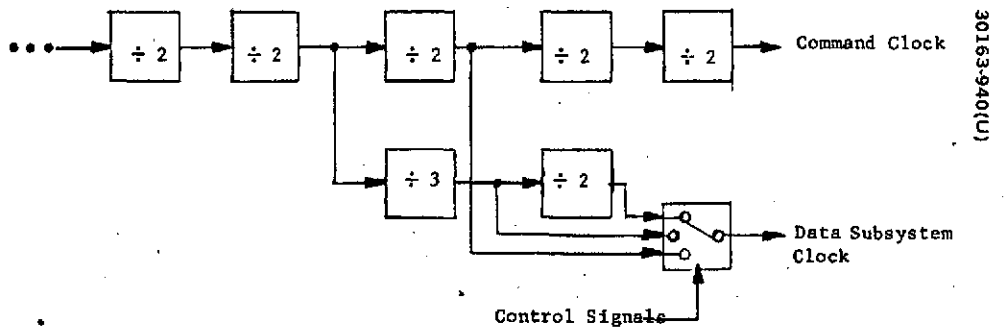 ÷ 2
÷ 2
÷ 2
÷ 2
÷ 2
Command Clock
÷ 3
÷ 2
Data Subsystem
Clock
Control Signals
30163-940(U)